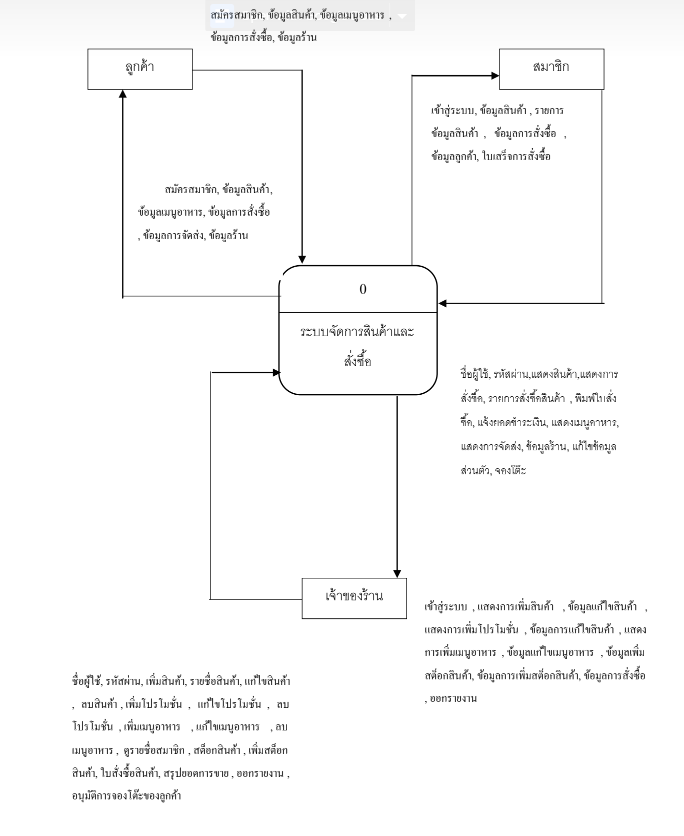 สมัครสมาชิก, ข้อมูลสินค้า, ข้อมูลเมนูอาหาร ,
ข้อมูลการสั่งซื้อ, ข้อมูลร้าน
ลูกค้า
สมาชิก
เข้าสู่ระบบ, ข้อมูลสินค้า , รายการ
ข้อมูลสินค้า , ข้อมูลการสั่งซื้อ ,
ข้อมูลลูกค้า, ใบเสร็จการสั่งซื้อ
สมัครสมาชิก, ข้อมูลสินค้า,
ข้อมูลเมนูอาหาร, ข้อมูลการสั่งซื้อ
, ข้อมูลการจัดส่ง, ข้อมูลร้าน
0
ระบบจัดการสินค้าและ
สั่งซื้อ
ชื่อผู้ใช้, รหัสผ่าน,แสดงสินค้า,แสดงการ
สั่งซื้อ, รายการสั่งซื้อสินค้า , พิมพ์ใบสั่ง
ซื้อ, แจ้งยอดชำระเงิน, แสดงเมนูอาหาร,
แสดงการจัดส่ง, ข้อมูลร้าน, แก้ไขข้อมูล
ส่วนตัว, จองโต๊ะ
เจ้าของร้าน
เข้าสู่ระบบ , แสดงการเพิ่มสินค้า , ข้อมูลแก้ไขสินค้า ,
แสดงการเพิ่มโปรโมชั่น , ข้อมูลการแก้ไขสินค้า , แสดง
การเพิ่มเมนูอาหาร , ข้อมูลแก้ไขเมนูอาหาร , ข้อมูลเพิ่ม
สต็อกสินค้า, ข้อมูลการเพิ่มสต็อกสินค้า, ข้อมูลการสั่งซื้อ
, ออกรายงาน
ชื่อผู้ใช้, รหัสผ่าน, เพิ่มสินค้า, รายชื่อสินค้า, แก้ไขสินค้า
, ลบสินค้า , เพิ่มโปรโมชั่น , แก้ไขโปรโมชั่น , ลบ
โปรโมชั่น , เพิ่มเมนูอาหาร , แก้ไขเมนูอาหาร , ลบ
เมนูอาหาร , ดูรายชื่อสมาชิก , สต็อกสินค้า , เพิ่มสต็อก
สินค้า, ใบสั่งซื้อสินค้า, สรุปยอดการขาย , ออกรายงาน ,
อนุมัติการจองโต๊ะของลูกค้า